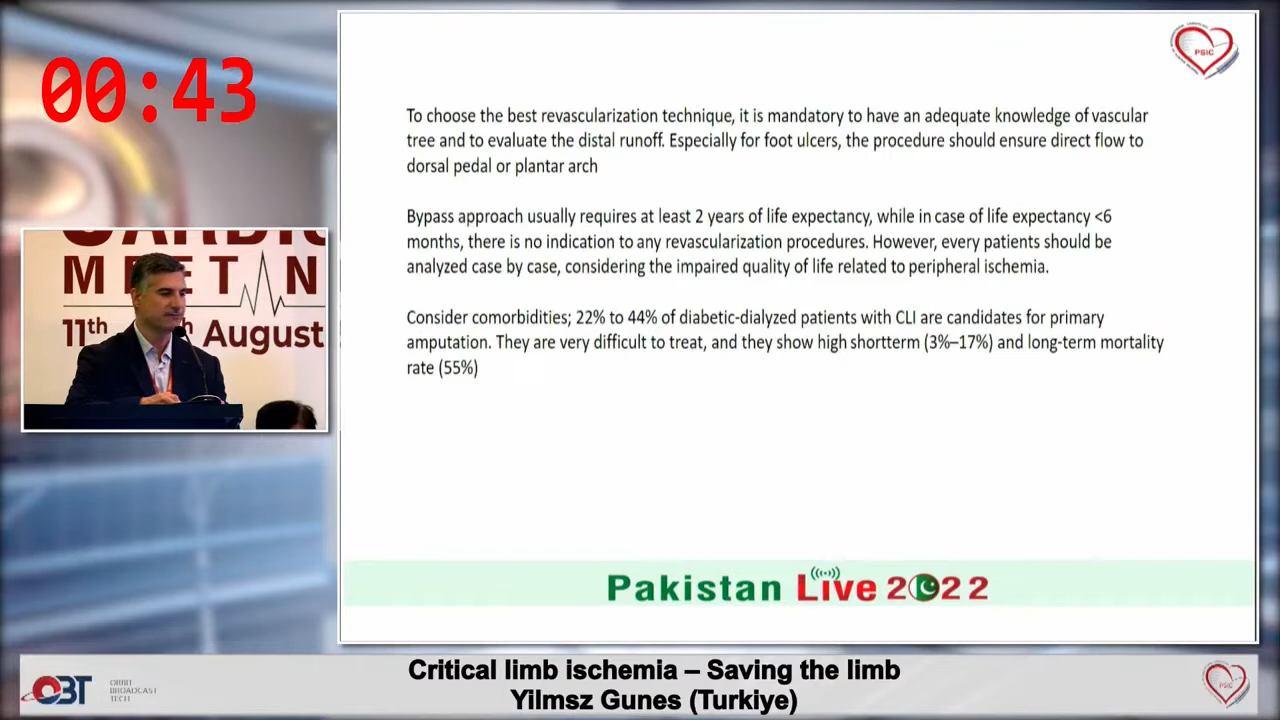 00:43
PSIC
To choose the best revascularization technique, it is mandatory to have an adequate knowledge of vascular
tree and to evaluate the distal runoff. Especially for foot ulcers, the procedure should ensure direct flow to
dorsal pedal or plantar arch
Bypass approach usually requires at least 2 years of life expectancy, while in case of life expectancy <6
months, there is no indication to any revascularization procedures. However, every patients should be
analyzed case by case, considering the impaired quality of life related to peripheral ischemia.
Consider comorbidities; 22% to 44% of diabetic-dialyzed patients with CLI are candidates for primary
amputation. They are very difficult to treat, and they show high shortterm (3%–17%) and long-term mortality
rate (55%)
MEET N
11th August
Pakistan Live 2022
Critical limb ischemia – Saving the limb
Yilmsz Gunes (Turkiye)
OBT
ORBIT
BROADCAST
TECH
PSIC